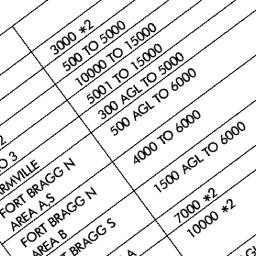 3000 *2
500 TO 5000
10000 TO 15000
2 5001 TO 15000
O 3 300 AGL TO 5000
RMVILLE 500 AGL TO 6000
FORT BRAGG N
AREA A,S 4000 TO 6000
FORT BRAGG N
AREA B 1500 AGL TO 6000
T BRAGG S 7000 *2
A 10000 *2